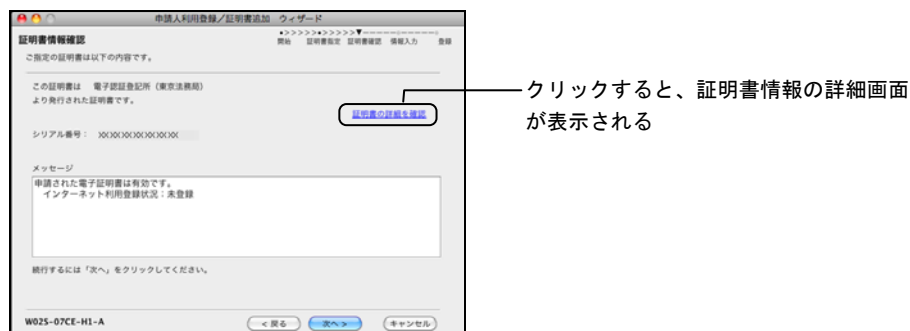 申請人利用登録/証明書追加 ウィザード
証明書情報確認
●>>>>>●>>>>>▼
開始 証明書指定 証明書確認 情報入力 登録
ご指定の証明書は以下の内容です。
この証明書は 電子認証登記所(東京法務局)
より発行された証明書です。
証明書の詳細を確認
クリックすると、証明書情報の詳細画面
が表示される
シリアル番号:
メッセージ
申請された電子証明書は有効です。
インターネット利用登録状況:未登録
続行するには「次へ」をクリックしてください。
W025-07CE-H1-A
< 戻る
次へ >
キャンセル